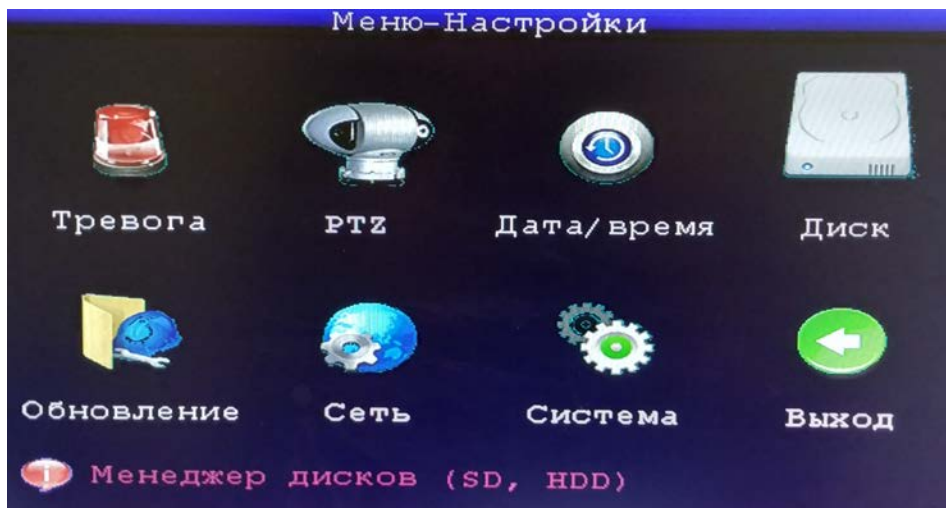 Меню-Настройки
Тревога PTZ Дата/время Диск
Обновление Сеть Система Выход
Менеджер дисков (SD, HDD)